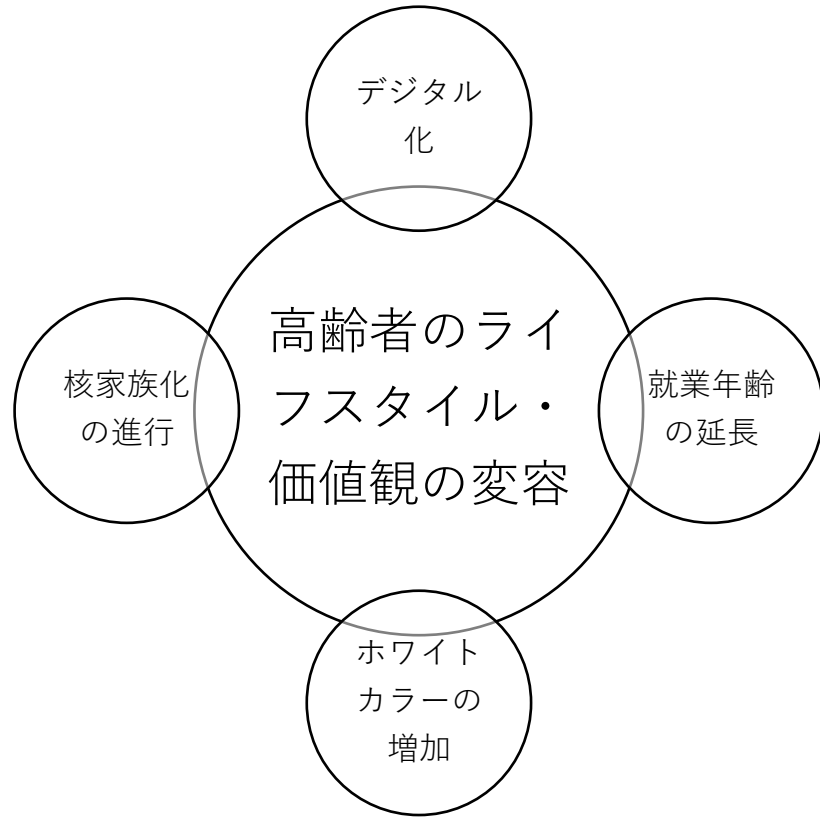 デジタル
化
高齢者のライ
フスタイル・
価値観の変容
核家族化
の進行
就業年齢
の延長
ホワイト
カラーの
増加